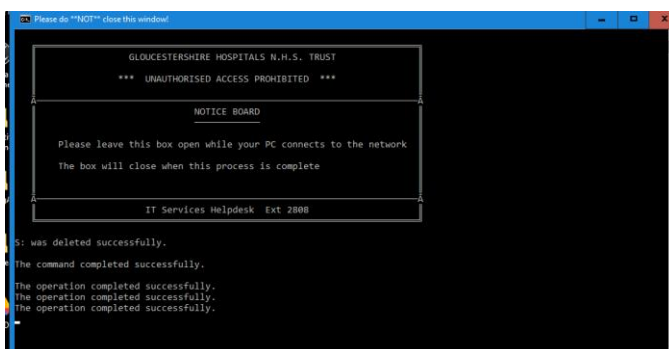 Please do **NOT** close this window!
GLOUCESTERSHIRE HOSPITALS N.H.S. TRUST
*** UNAUTHORISED ACCESS PROHIBITED ***
NOTICE BOARD
Please leave this box open while your PC connects to the network
The box will close when this process is complete
IT Services Helpdesk Ext 2808
S: was deleted successfully.
The command completed successfully.
The operation completed successfully.
The operation completed successfully.
The operation completed successfully.